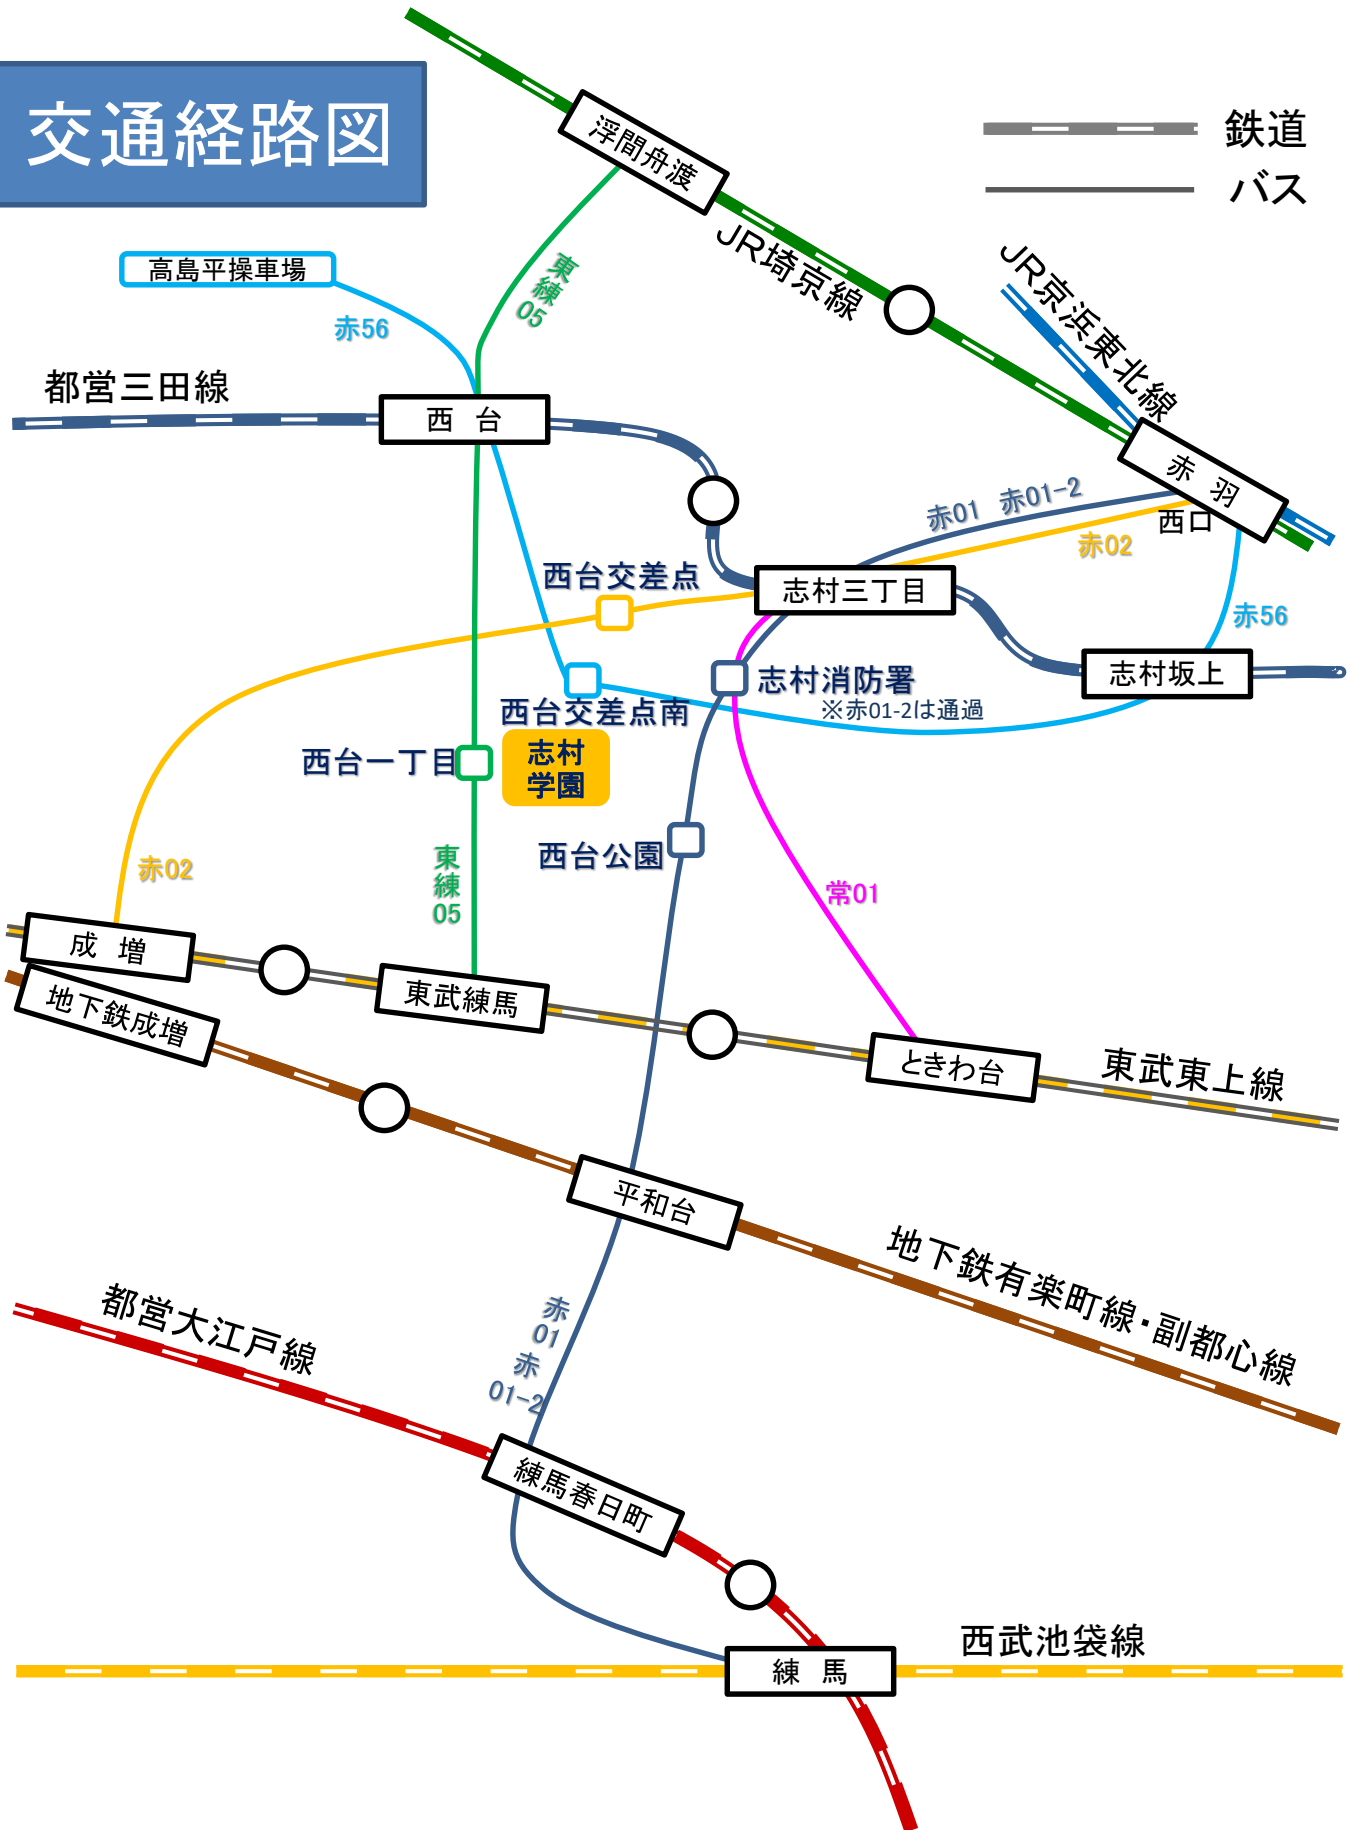 交通経路図
鉄道
バス
浮間舟渡
JR埼京線
JR京浜東北線
高島平操車場
赤56
東練05
都営三田線
西 台
赤 羽
西口
赤01 赤01-2
赤02
西台交差点
志村三丁目
赤56
志村坂上
志村消防署
※赤01-2は通過
西台交差点南
西台一丁目
志村
学園
西台公園
赤02
東練05
常01
成 増
地下鉄成増
東武練馬
ときわ台
東武東上線
平和台
地下鉄有楽町線・副都心線
都営大江戸線
赤01
赤01-2
練馬春日町
西武池袋線
練 馬